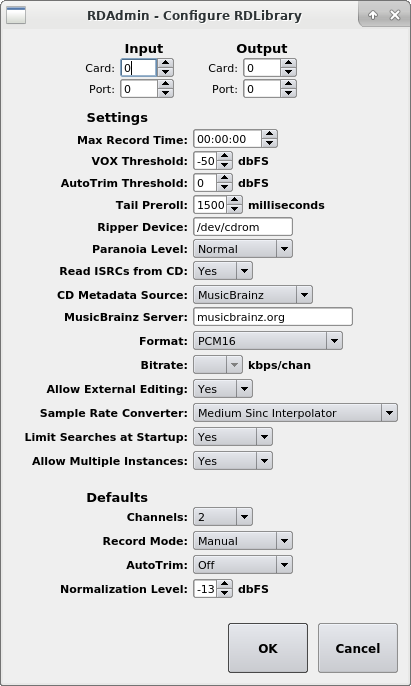 RDAdmin - Configure RDLibrary
Input Output
Card: 0 Card: 0
Port: 0 Port: 0
Settings
Max Record Time: 00:00:00
VOX Threshold: -50 dbFS
AutoTrim Threshold: 0 dbFS
Tail Preroll: 1500 milliseconds
Ripper Device: /dev/cdrom
Paranoia Level: Normal
Read ISRCs from CD: Yes
CD Metadata Source: MusicBrainz
MusicBrainz Server: musicbrainz.org
Format: PCM16
Bitrate: kbps/chan
Allow External Editing: Yes
Sample Rate Converter: Medium Sinc Interpolator
Limit Searches at Startup: Yes
Allow Multiple Instances: Yes
Defaults
Channels: 2
Record Mode: Manual
AutoTrim: Off
Normalization Level: -13 dbFS
OK Cancel